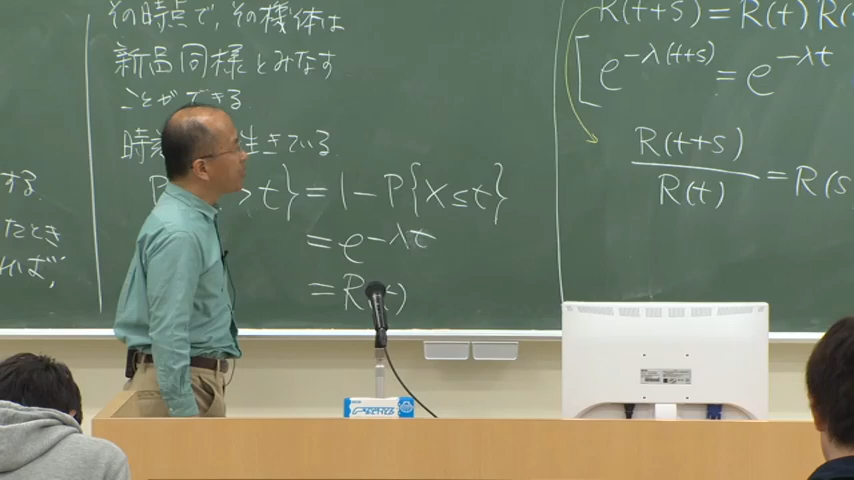 する.
たとき
れば,
その時点で,その機体は
新品同様とみなす
ことができる
時刻 生きている
P >t} = 1 - P{X≤t}
= e^{-λt}
= R(t)
R(t+s) = R(t) R(
[ e^{-λ(t+s)} = e^{-λt}
R(t+s)/R(t) = R(s